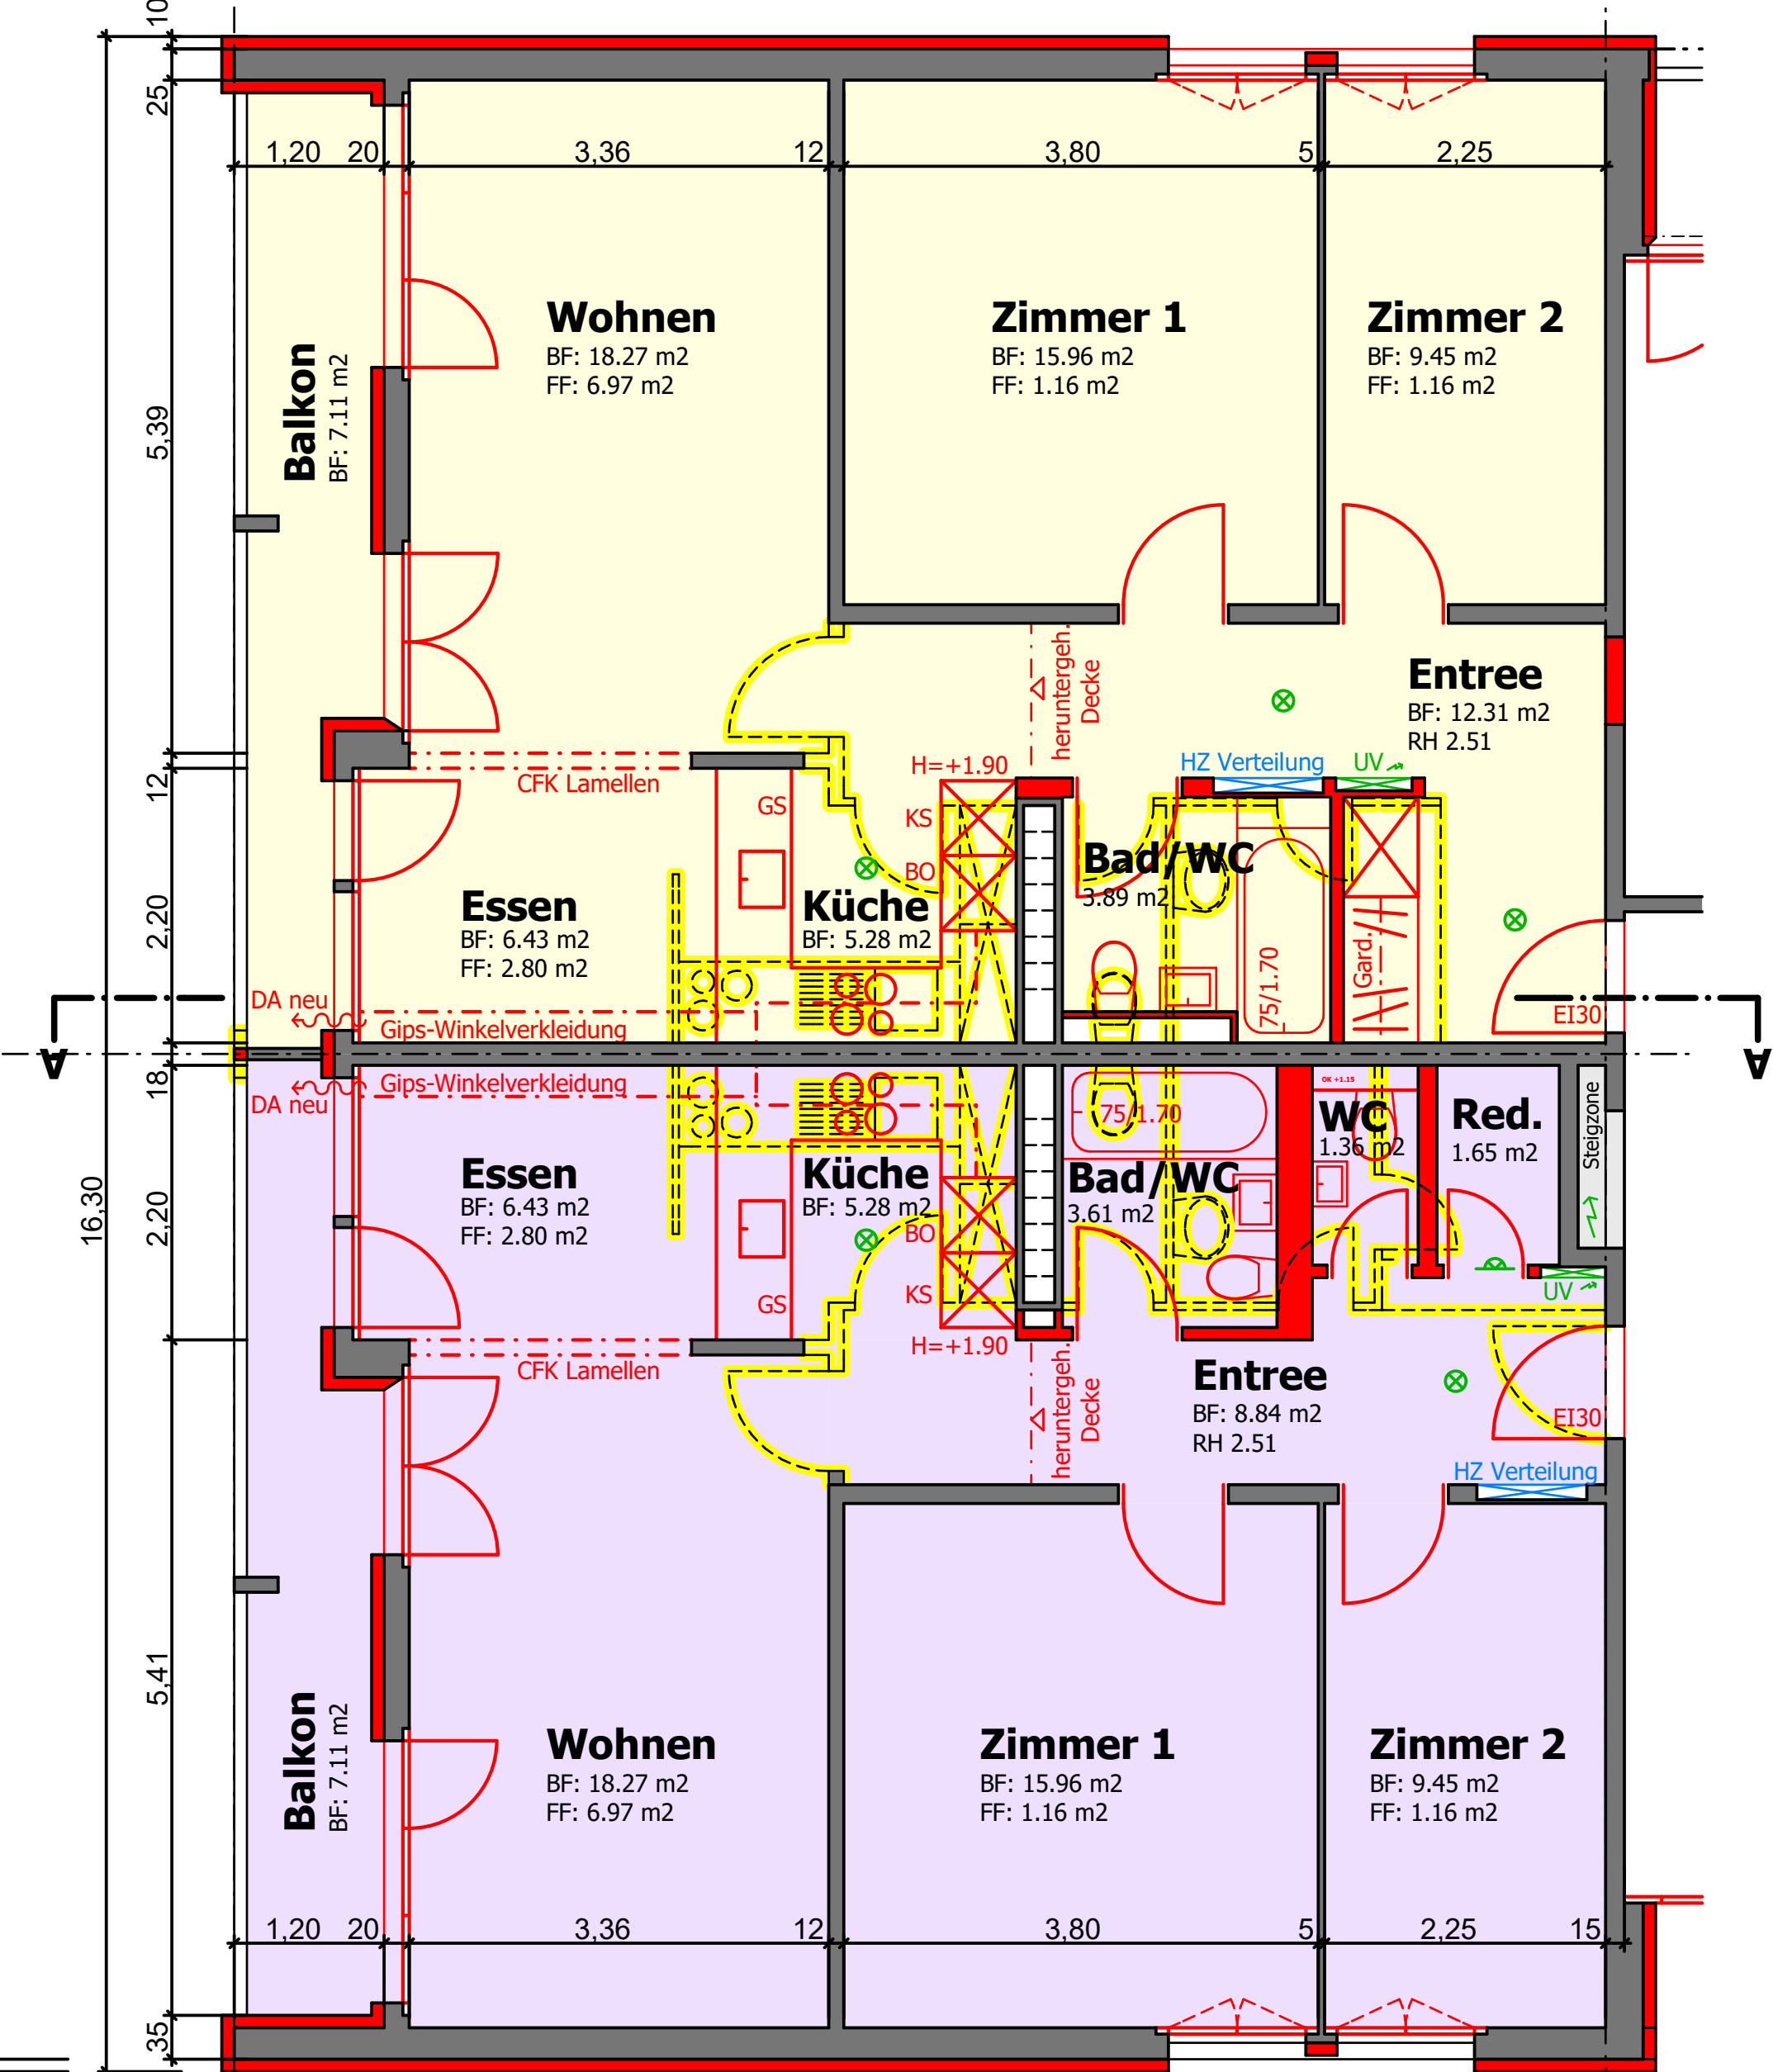 10
25
1,20 20 3,36 12 3,80 5 2,25
Wohnen
BF: 18.27 m2
FF: 6.97 m2
Zimmer 1
BF: 15.96 m2
FF: 1.16 m2
Zimmer 2
BF: 9.45 m2
FF: 1.16 m2
Balkon
BF: 7.11 m2
5,39
heruntergeh.
Decke
Entree
BF: 12.31 m2
RH 2.51
HZ Verteilung
UV
H=+1.90
CFK Lamellen
12
GS
KS
BO
Bad/WC
3.89 m2
Essen
BF: 6.43 m2
FF: 2.80 m2
Küche
BF: 5.28 m2
2,20
75/1.70
Gard.
DA neu
Gips-Winkelverkleidung
EI30
A
A
18
DA neu
Gips-Winkelverkleidung
75/1.70
OK +1.15
WC
1.36 m2
Red.
1.65 m2
Steigzone
Essen
BF: 6.43 m2
FF: 2.80 m2
Küche
BF: 5.28 m2
Bad/WC
3.61 m2
16,30
2,20
BO
KS
GS
UV
H=+1.90
CFK Lamellen
heruntergeh.
Decke
Entree
BF: 8.84 m2
RH 2.51
EI30
HZ Verteilung
5,41
Balkon
BF: 7.11 m2
Wohnen
BF: 18.27 m2
FF: 6.97 m2
Zimmer 1
BF: 15.96 m2
FF: 1.16 m2
Zimmer 2
BF: 9.45 m2
FF: 1.16 m2
1,20 20 3,36 12 3,80 5 2,25 15
35